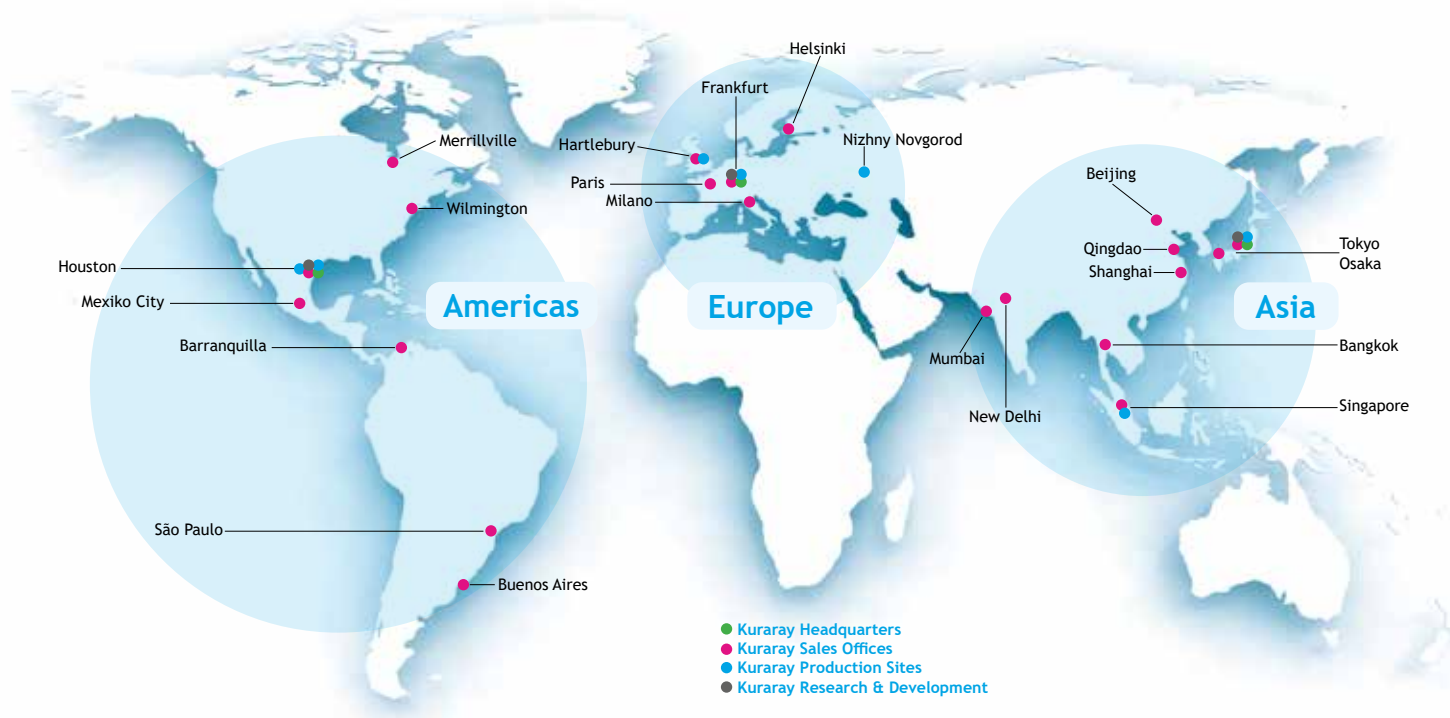 Helsinki
Frankfurt
Merrillville
Hartlebury
Nizhny Novgorod
Beijing
Paris
Milano
Wilmington
Qingdao
Tokyo
Osaka
Houston
Shanghai
Mexiko City
Americas
Europe
Asia
Barranquilla
Mumbai
Bangkok
New Delhi
Singapore
São Paulo
Buenos Aires
Kuraray Headquarters
Kuraray Sales Offices
Kuraray Production Sites
Kuraray Research & Development